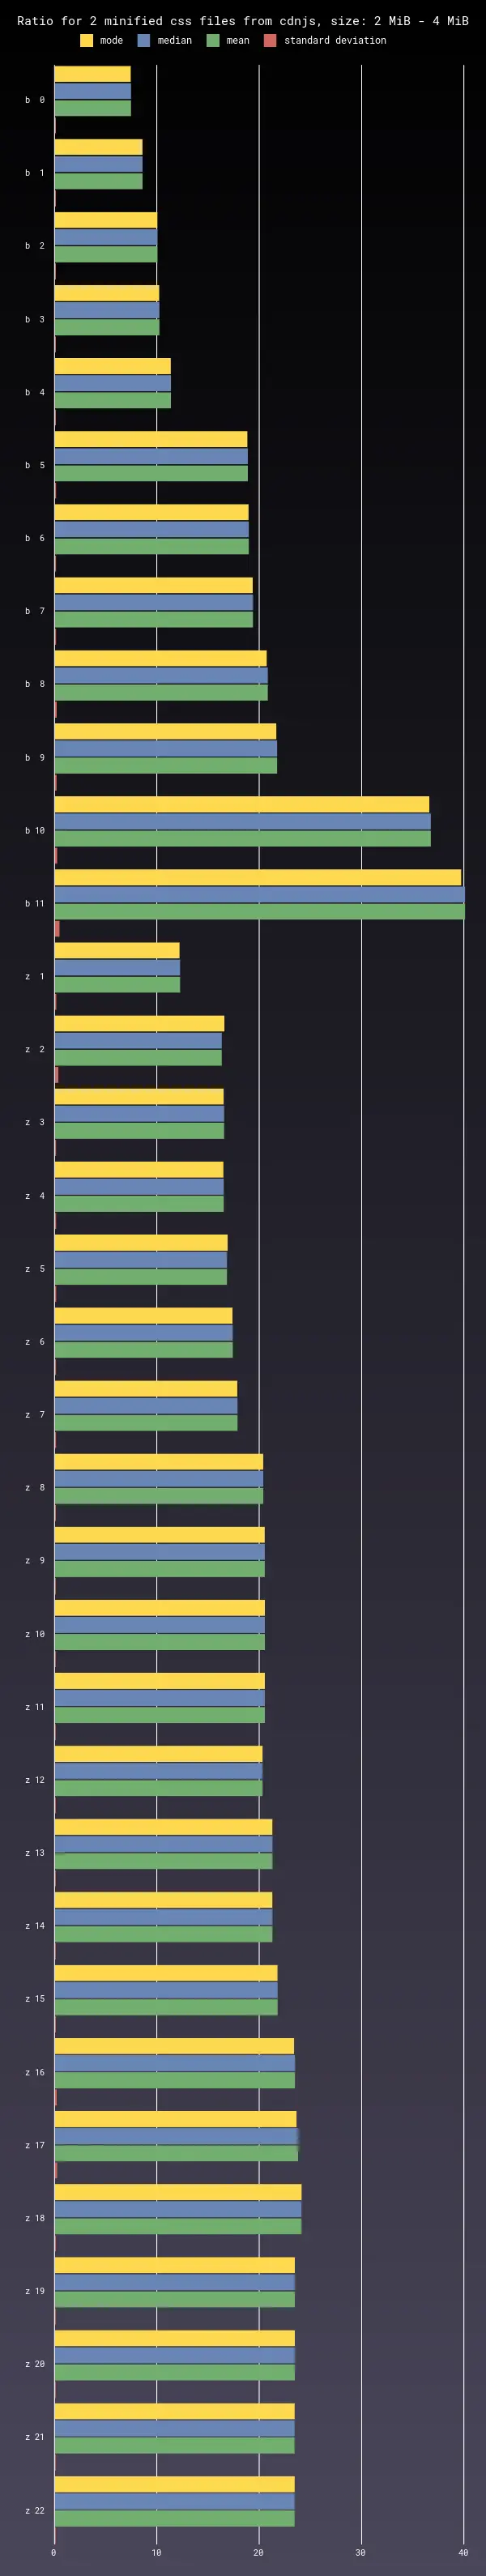 Ratio for 2 minified css files from cdnjs, size: 2 MiB - 4 MiB
mode median mean standard deviation
b 0
b 1
b 2
b 3
b 4
b 5
b 6
b 7
b 8
b 9
b 10
b 11
z 1
z 2
z 3
z 4
z 5
z 6
z 7
z 8
z 9
z 10
z 11
z 12
z 13
z 14
z 15
z 16
z 17
z 18
z 19
z 20
z 21
z 22
0 10 20 30 40